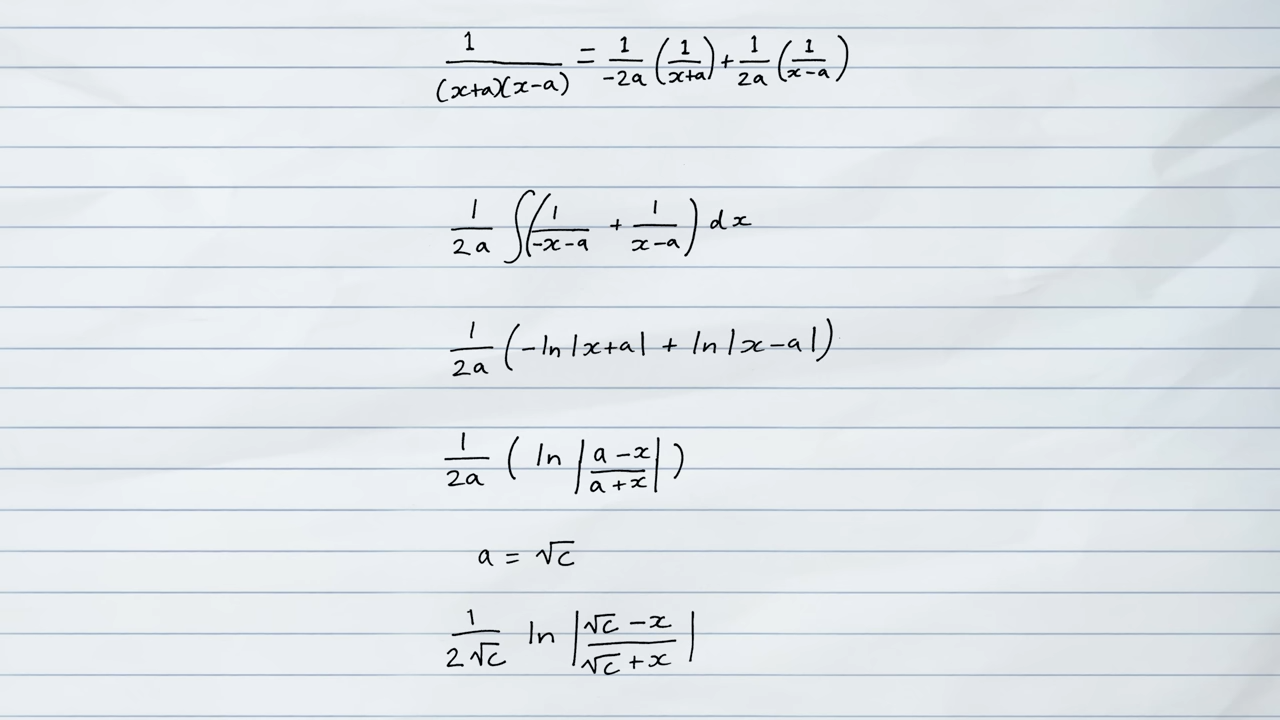 1/((x+a)(x-a)) = 1/-2a (1/(x+a)) + 1/2a (1/(x-a))
1/2a ∫(1/(-x-a) + 1/(x-a)) dx
1/2a (-ln|x+a| + ln|x-a|)
1/2a (ln |(a-x)/(a+x)|)
a = √c
1/(2√c) ln |(√c-x)/(√c+x)|